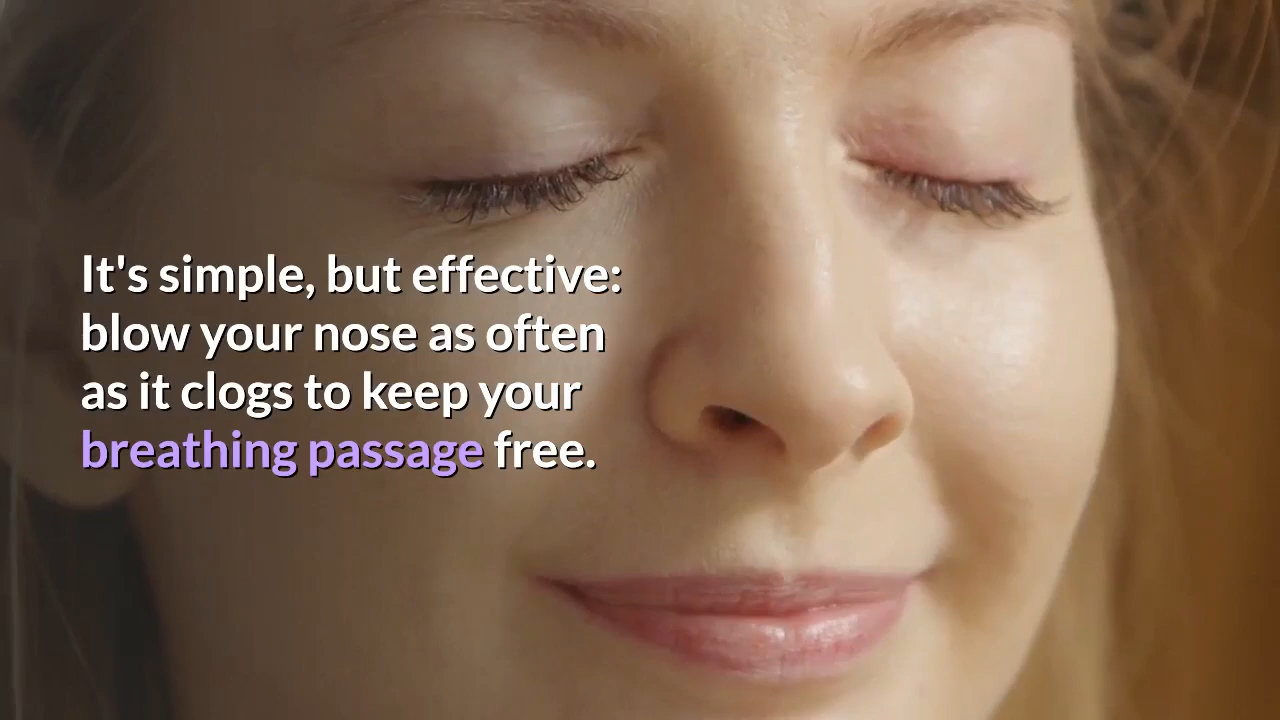 It's simple, but effective:
blow your nose as often
as it clogs to keep your
breathing passage free.